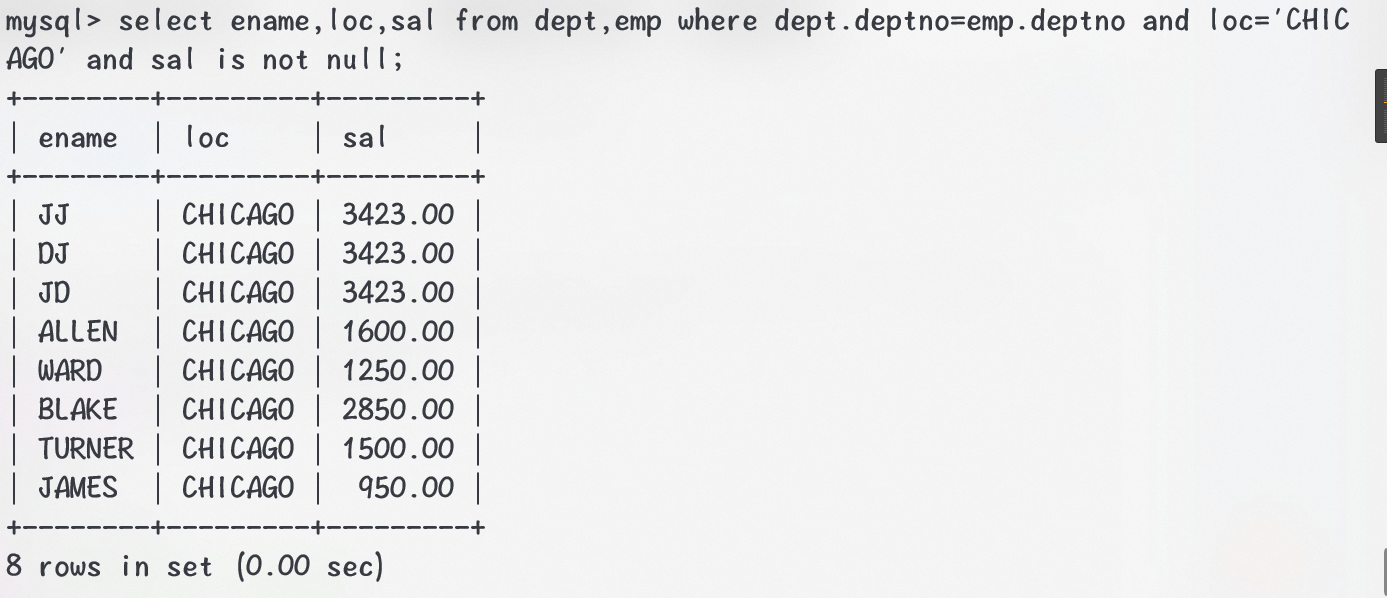 mysql> select ename,loc,sal from dept,emp where dept.deptno=emp.deptno and loc='CHIC
AGO' and sal is not null;
+--------+---------+---------+
| ename  | loc     | sal     |
+--------+---------+---------+
| JJ     | CHICAGO | 3423.00 |
| DJ     | CHICAGO | 3423.00 |
| JD     | CHICAGO | 3423.00 |
| ALLEN  | CHICAGO | 1600.00 |
| WARD   | CHICAGO | 1250.00 |
| BLAKE  | CHICAGO | 2850.00 |
| TURNER | CHICAGO | 1500.00 |
| JAMES  | CHICAGO |  950.00 |
+--------+---------+---------+
8 rows in set (0.00 sec)